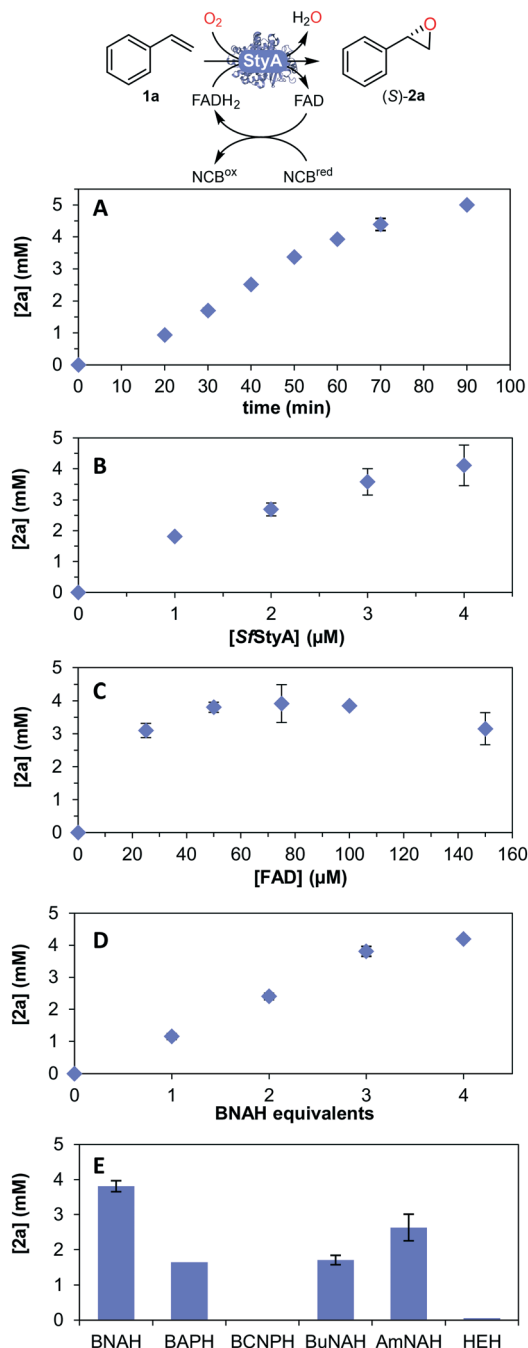 O₂ H₂O
StyA
1a (S)-2a
FADH₂ FAD
NCBᵒˣ NCBʳᵉᵈ
A
[2a] (mM)
5
4
3
2
1
0
0 10 20 30 40 50 60 70 80 90 100
time (min)
B
[2a] (mM)
5
4
3
2
1
0
0 1 2 3 4
[SfStyA] (µM)
C
[2a] (mM)
5
4
3
2
1
0
0 20 40 60 80 100 120 140 160
[FAD] (µM)
D
[2a] (mM)
5
4
3
2
1
0
0 1 2 3 4
BNAH equivalents
E
[2a] (mM)
5
4
3
2
1
0
BNAH BAPH BCNPH BuNAH AmNAH HEH